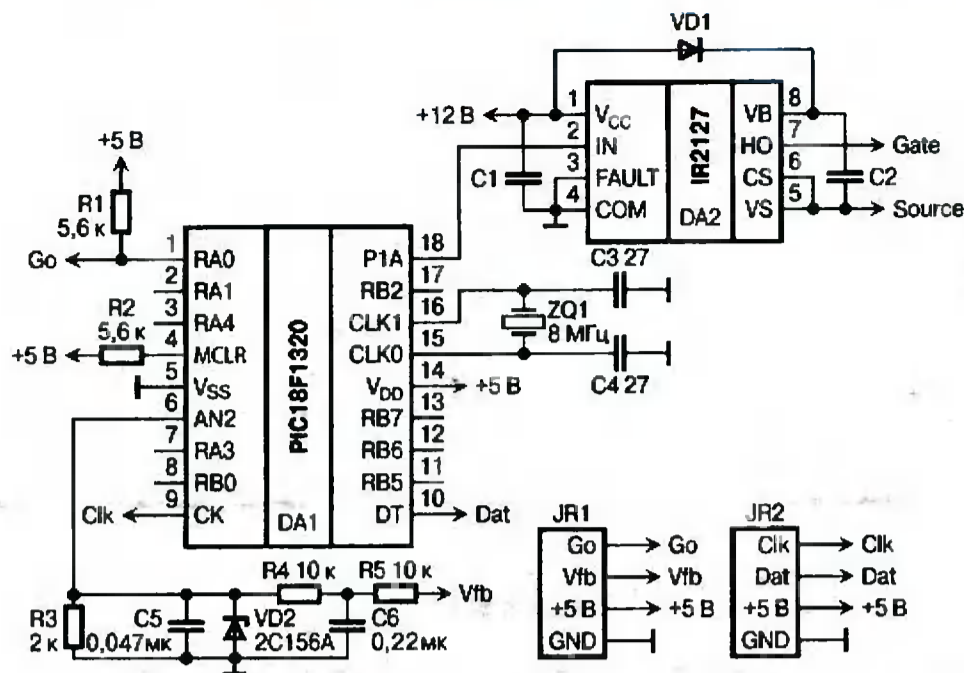 VD1
+12 В
1
VCC
VB
8
2
IN
HO
7
Gate
3
FAULT
CS
6
4
COM
VS
5
Source
IR2127
DA2
C1
C2
+5 В
R1
5,6 к
Go
1
RA0
P1A
18
2
RA1
RB2
17
3
RA4
CLK1
16
R2
5,6 к
+5 В
4
MCLR
CLK0
15
5
VSS
VDD
14
+5 В
6
AN2
RB7
13
7
RA3
RB6
12
8
RB0
RB5
11
9
CK
DT
10
Clk
Dat
PIC18F1320
DA1
C3 27
ZQ1
8 МГц
C4 27
R4 10 к
R5 10 к
Vfb
R3
2 к
C5
0,047мк
VD2
2С156А
C6
0,22мк
JR1
Go
Go
Vfb
Vfb
+5 В
+5 В
GND
JR2
Clk
Clk
Dat
Dat
+5 В
+5 В
GND